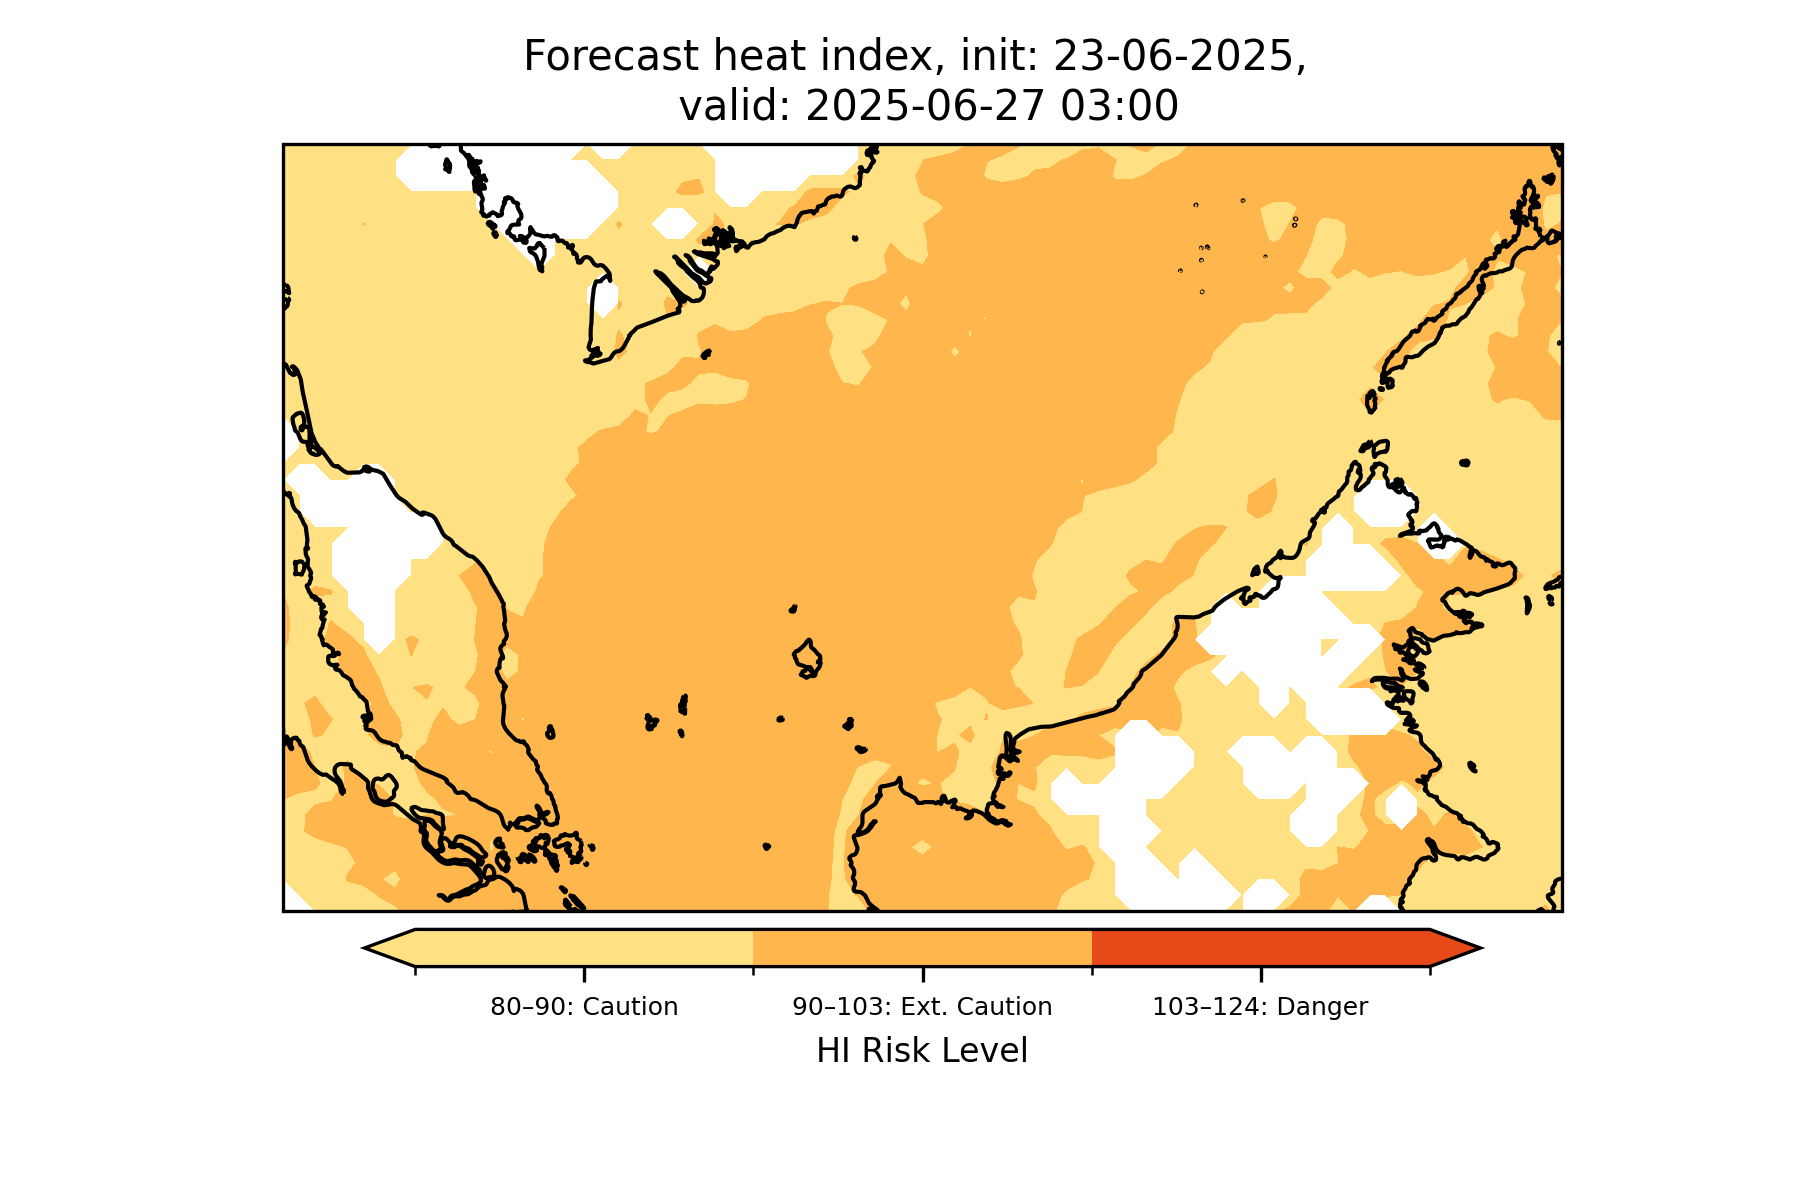 Forecast heat index, init: 23-06-2025,
valid: 2025-06-27 03:00
80–90: Caution
90–103: Ext. Caution
103–124: Danger
HI Risk Level